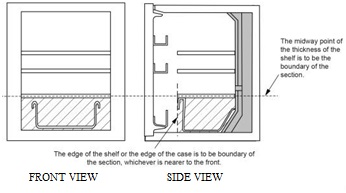 The midway point of
the thickness of the
shelf is to be the
boundary of the
section.
The edge of the shelf or the edge of the case is to be boundary of
the section, whichever is nearer to the front.
FRONT VIEW
SIDE VIEW